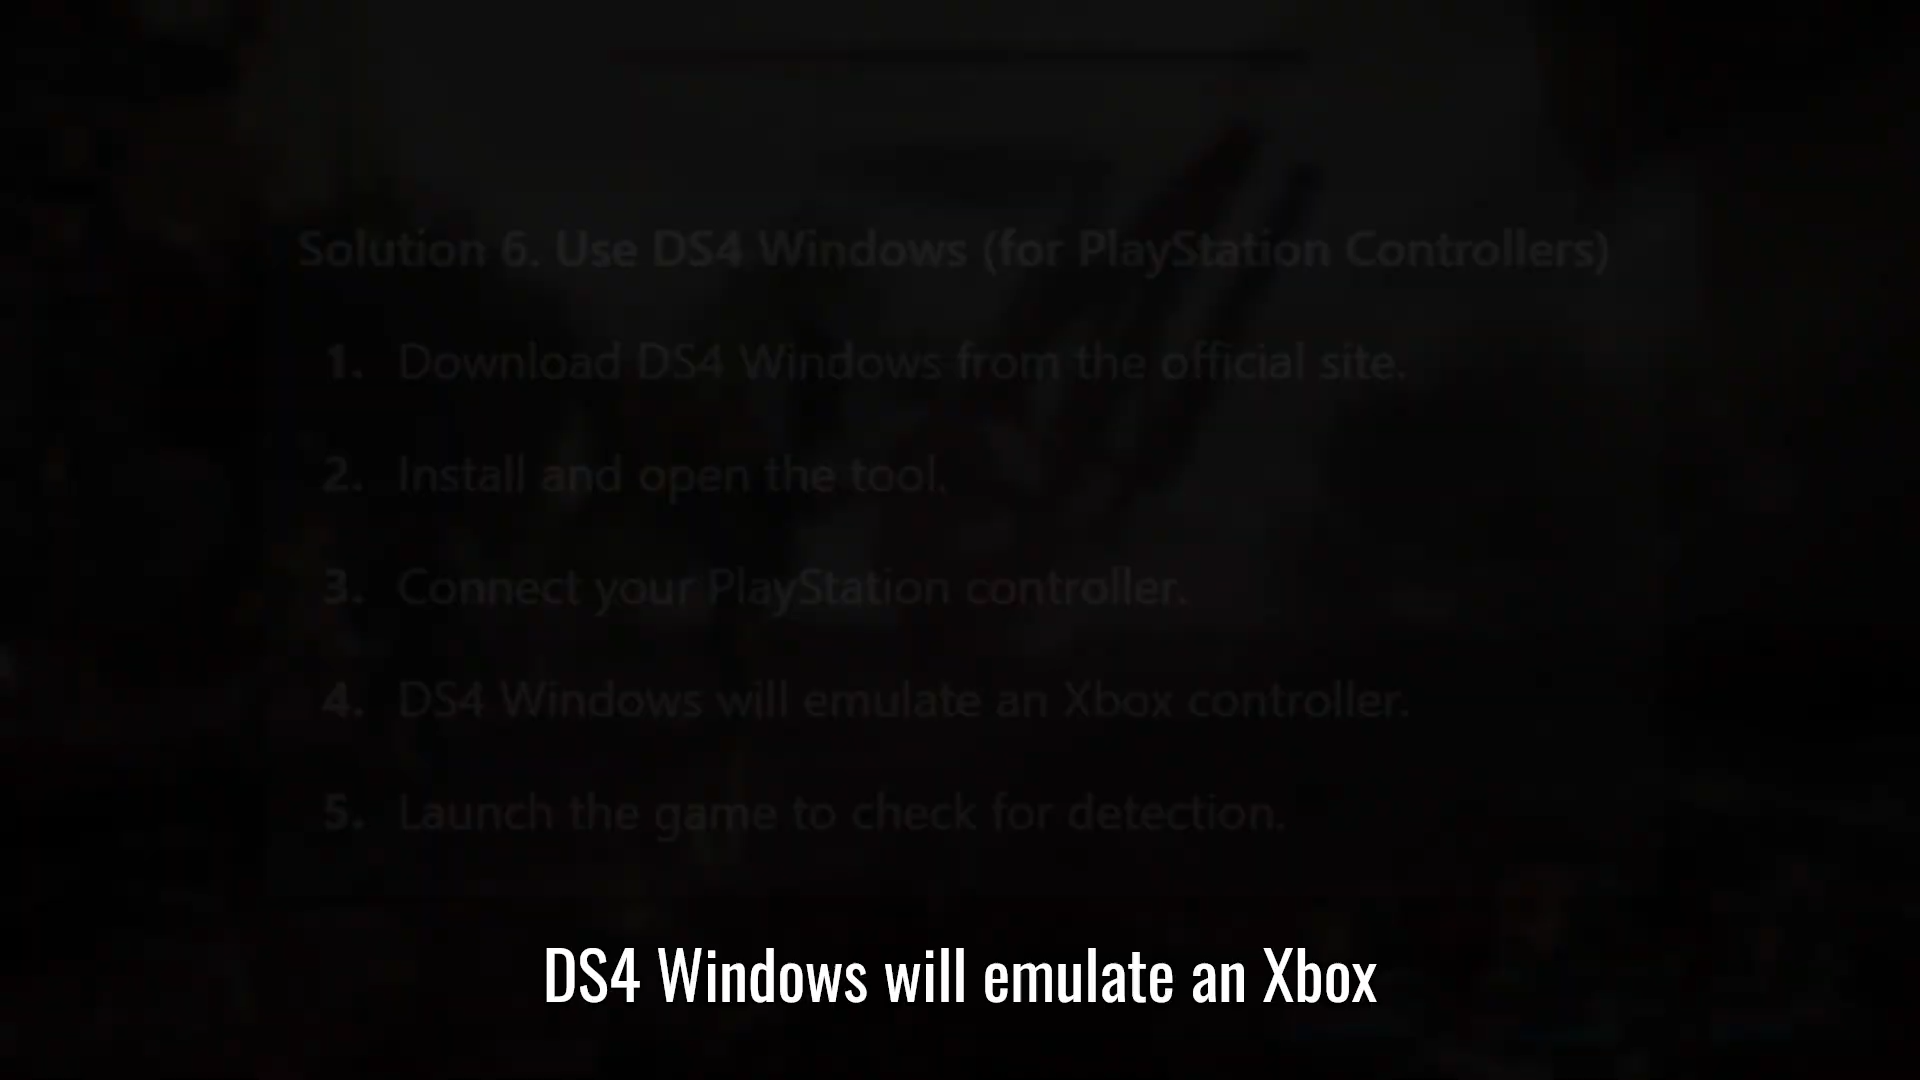 Solution 6. Use DS4 Windows (for PlayStation Controllers)
1. Download DS4 Windows from the official site.
2. Install and open the tool.
3. Connect your PlayStation controller.
4. DS4 Windows will emulate an Xbox controller.
5. Launch the game to check for detection.
DS4 Windows will emulate an Xbox